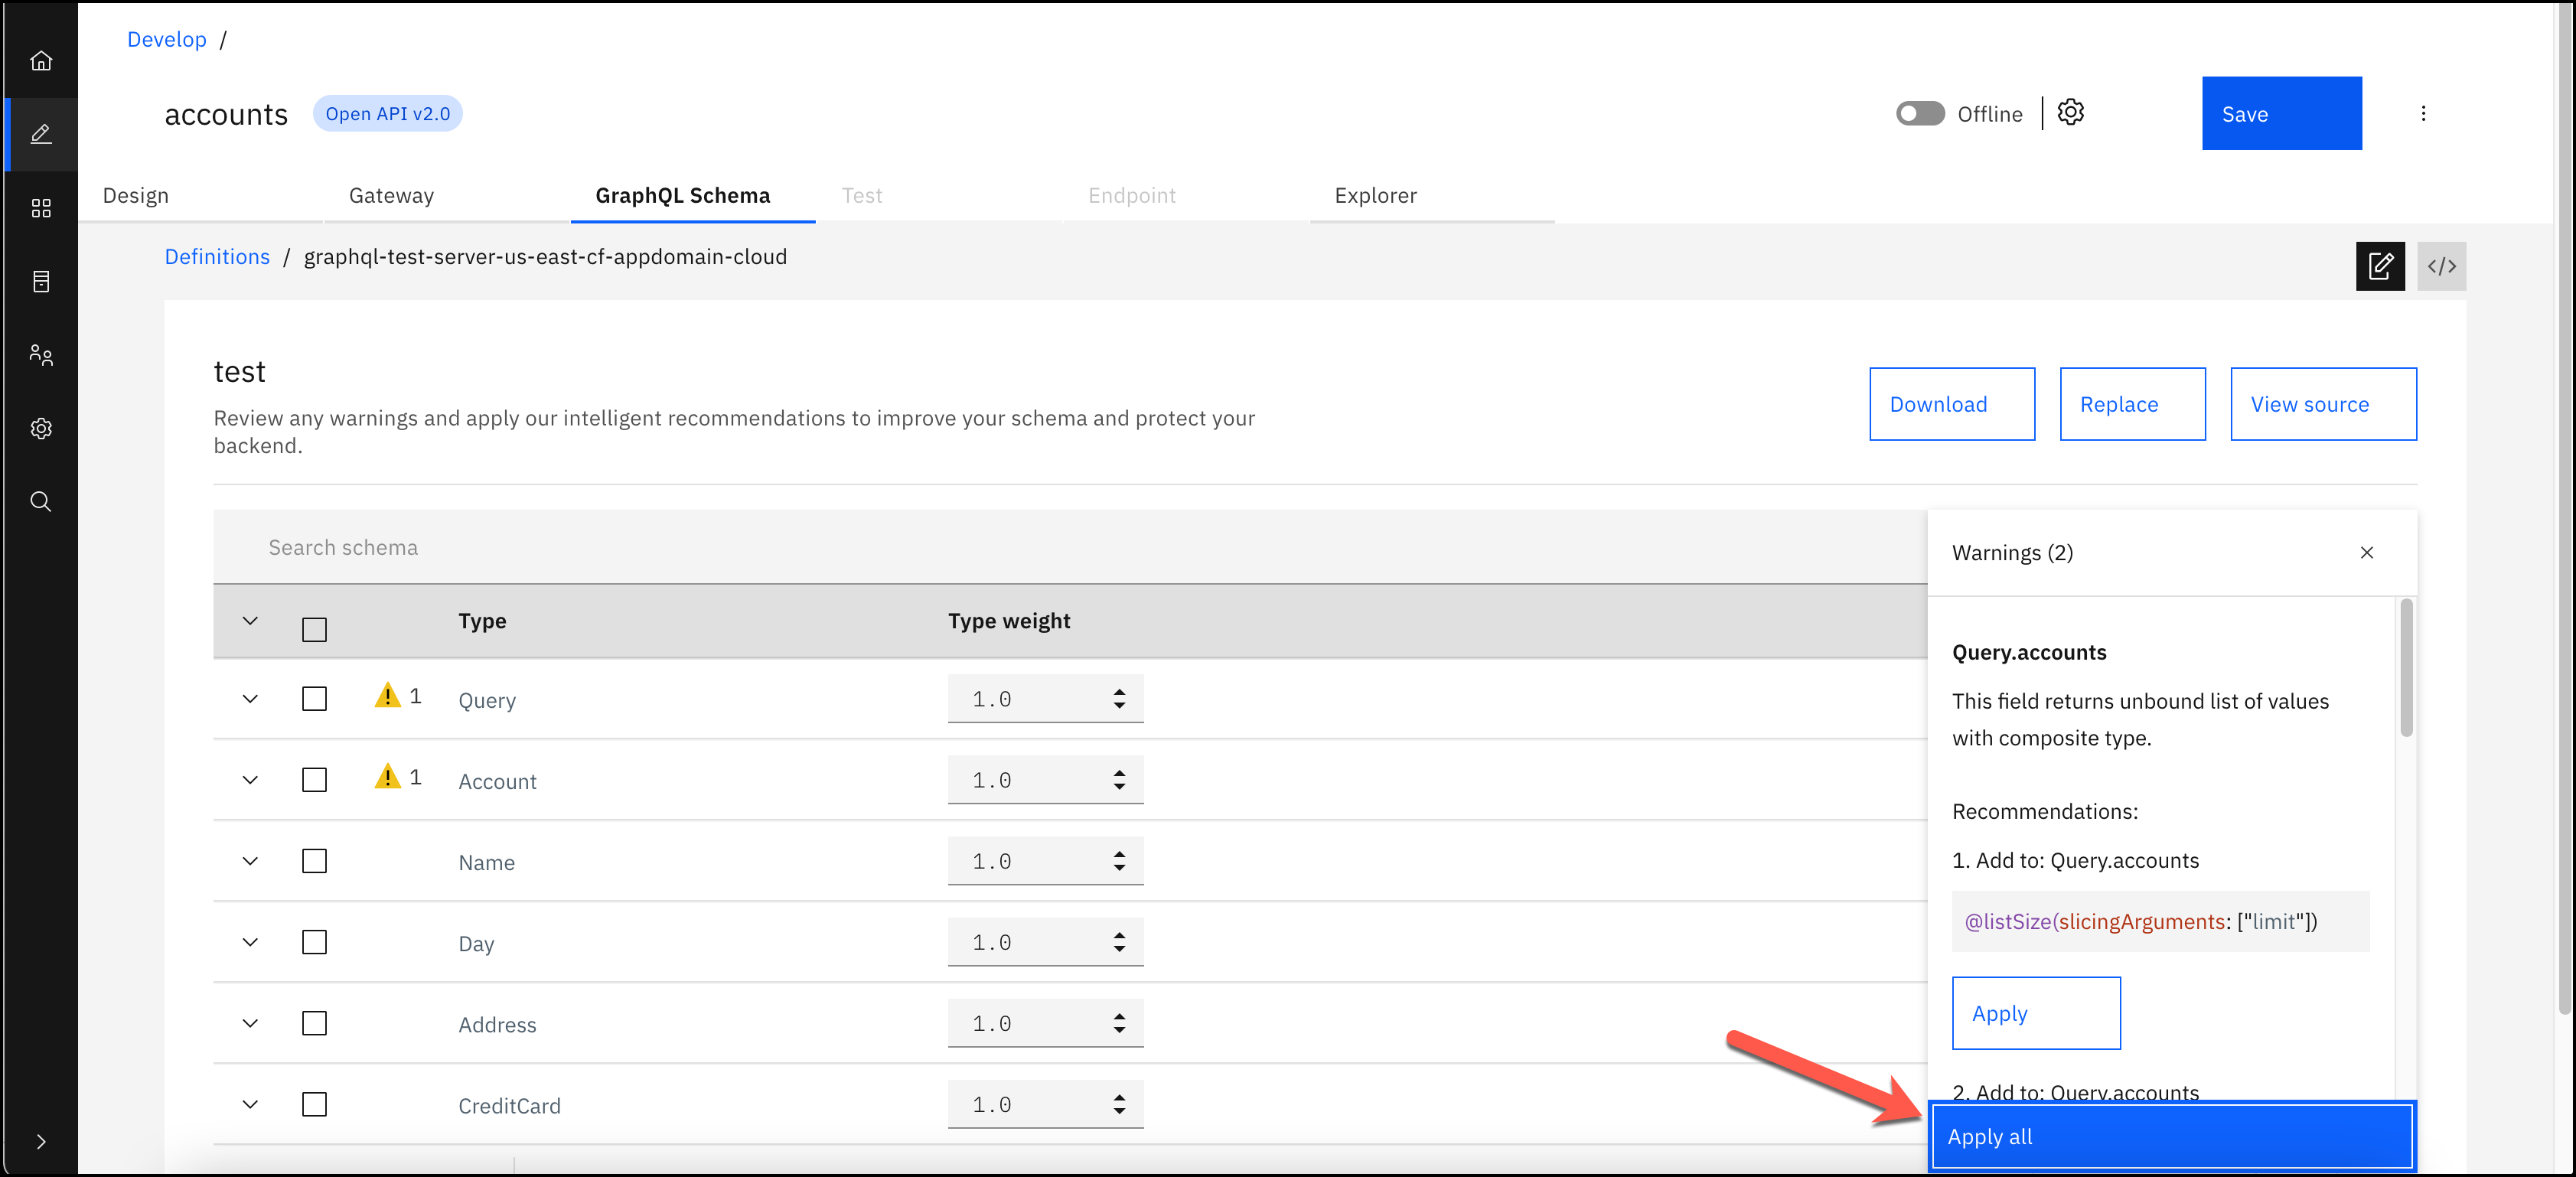 Develop /
accounts Open API v2.0 Offline Save
Design Gateway GraphQL Schema Test Endpoint Explorer
Definitions / graphql-test-server-us-east-cf-appdomain-cloud
</>
test
Review any warnings and apply our intelligent recommendations to improve your schema and protect your
backend.
Download Replace View source
Search schema
Type Type weight
1 Query 1.0
1 Account 1.0
Name 1.0
Day 1.0
Address 1.0
CreditCard 1.0
Warnings (2)
Query.accounts
This field returns unbound list of values
with composite type.
Recommendations:
1. Add to: Query.accounts
@listSize(slicingArguments: ["limit"])
Apply
2. Add to: Query.accounts
Apply all